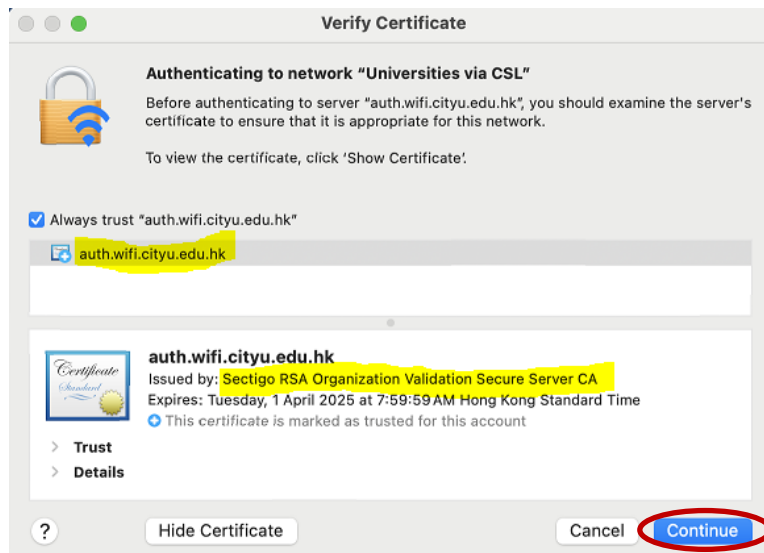 Verify Certificate
Authenticating to network “Universities via CSL”
Before authenticating to server “auth.wifi.cityu.edu.hk”, you should examine the server's
certificate to ensure that it is appropriate for this network.
To view the certificate, click ‘Show Certificate’.
Always trust “auth.wifi.cityu.edu.hk”
auth.wifi.cityu.edu.hk
Certificate
Standard
auth.wifi.cityu.edu.hk
Issued by: Sectigo RSA Organization Validation Secure Server CA
Expires: Tuesday, 1 April 2025 at 7:59:59 AM Hong Kong Standard Time
This certificate is marked as trusted for this account
Trust
Details
? Hide Certificate Cancel Continue